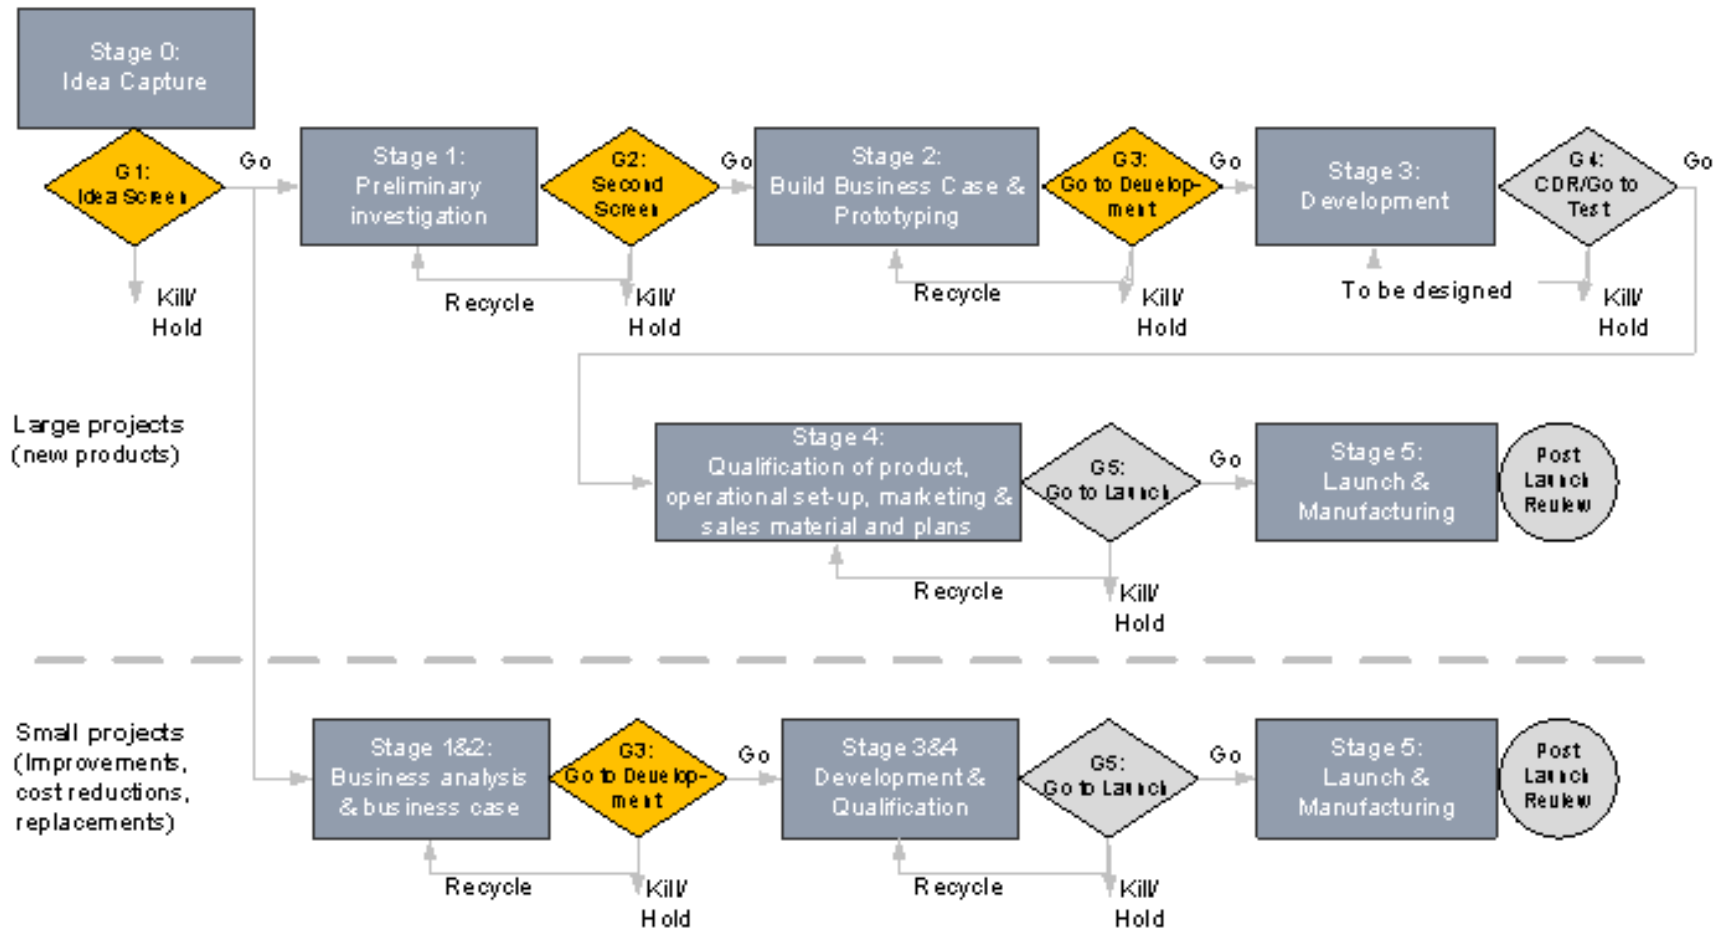 Stage 0:
Idea Capture
G1:
Idea Screen
Go
Kill/
Hold
Stage 1:
Preliminary
investigation
G2:
Second
Screen
Go
Recycle
Kill/
Hold
Stage 2:
Build Business Case &
Prototyping
G3:
Go to Develop-
ment
Go
Recycle
Kill/
Hold
Stage 3:
Development
G4:
CDR/Go to
Test
Go
To be designed
Kill/
Hold
Large projects
(new products)
Stage 4:
Qualification of product,
operational set-up, marketing &
sales material and plans
G5:
Go to Launch
Go
Recycle
Kill/
Hold
Stage 5:
Launch &
Manufacturing
Post
Launch
Review
Small projects
(Improvements,
cost reductions,
replacements)
Stage 1&2:
Business analysis
& business case
G3:
Go to Develop-
ment
Go
Recycle
Kill/
Hold
Stage 3&4
Development &
Qualification
G5:
Go to Launch
Go
Recycle
Kill/
Hold
Stage 5:
Launch &
Manufacturing
Post
Launch
Review